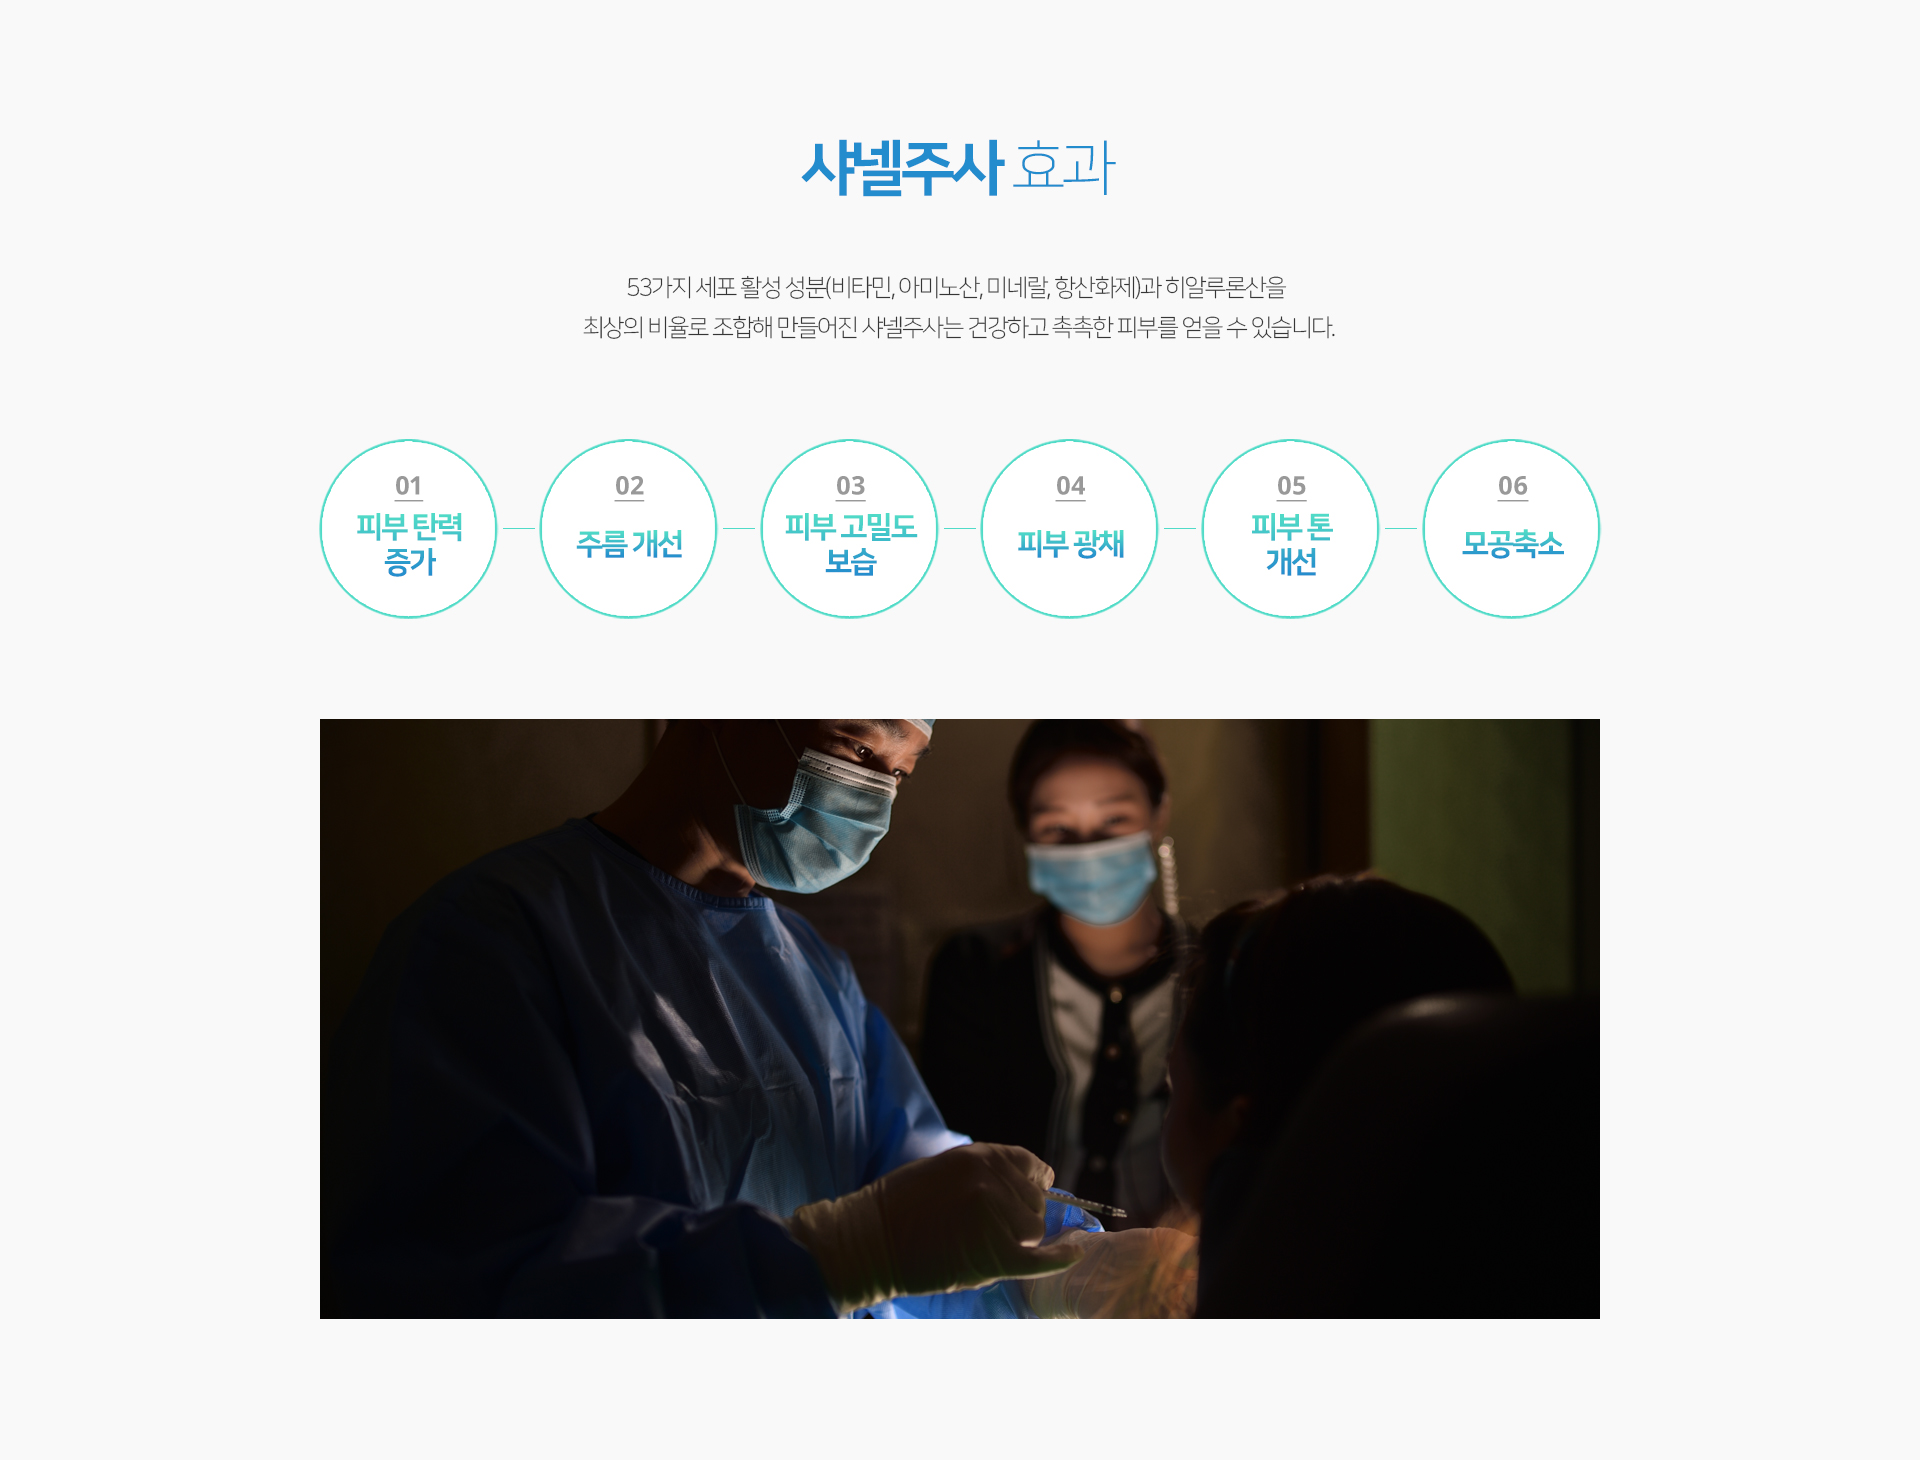 샤넬주사 효과
53가지 세포 활성 성분(비타민, 아미노산, 미네랄, 항산화제)과 히알루론산을
최상의 비율로 조합해 만들어진 샤넬주사는 건강하고 촉촉한 피부를 얻을 수 있습니다.
01
피부 탄력
증가
02
주름 개선
03
피부 고밀도
보습
04
피부 광채
05
피부 톤
개선
06
모공축소